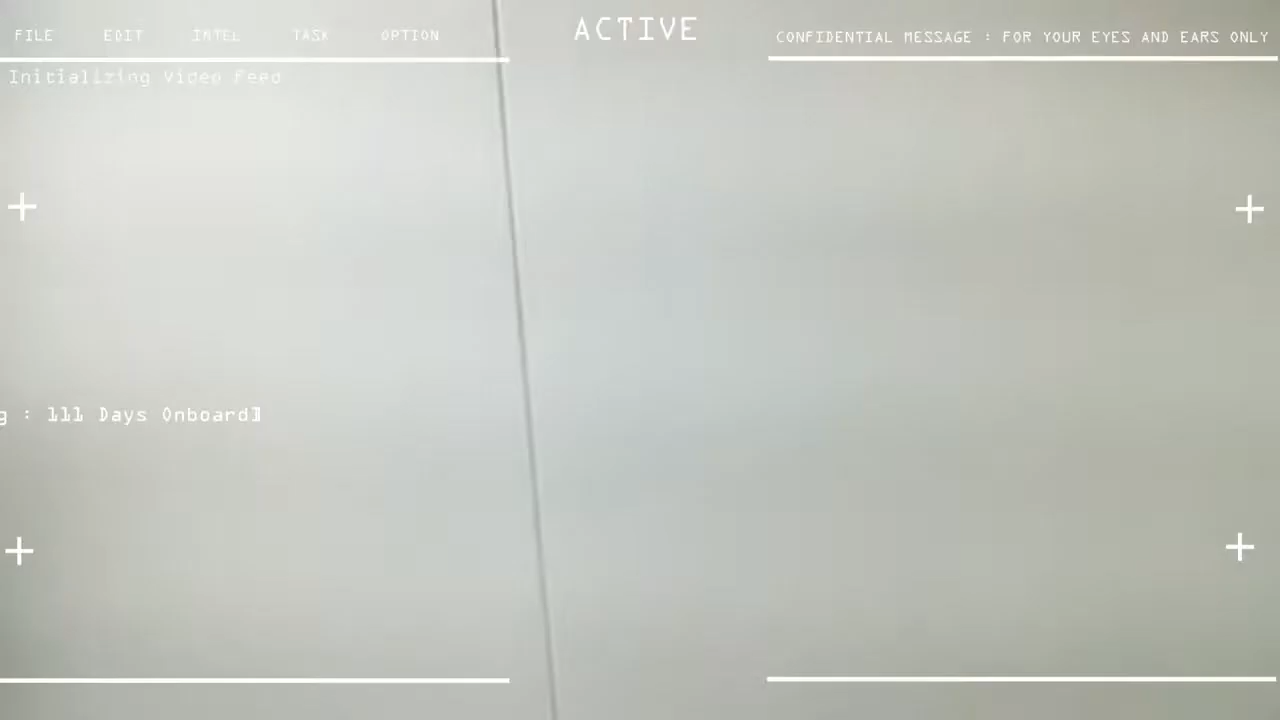 FILE EDIT INTEL TASK OPTION
ACTIVE
CONFIDENTIAL MESSAGE : FOR YOUR EYES AND EARS ONLY
Initializing Video Feed
g : 111 Days Onboard]